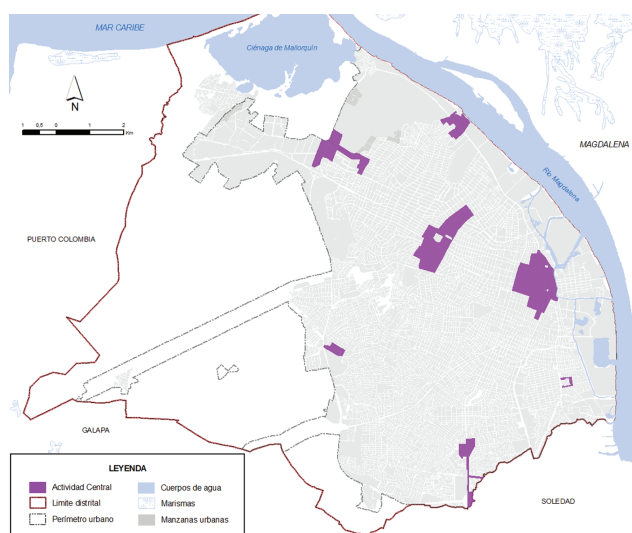 MAR CARIBE
Ciénaga de Mallorquín
N
1 0,5 0 1 2
Km
MAGDALENA
Río Magdalena
PUERTO COLOMBIA
GALAPA
SOLEDAD
LEYENDA
Actividad Central
Limite distrital
Perímetro urbano
Cuerpos de agua
Marismas
Manzanas urbanas